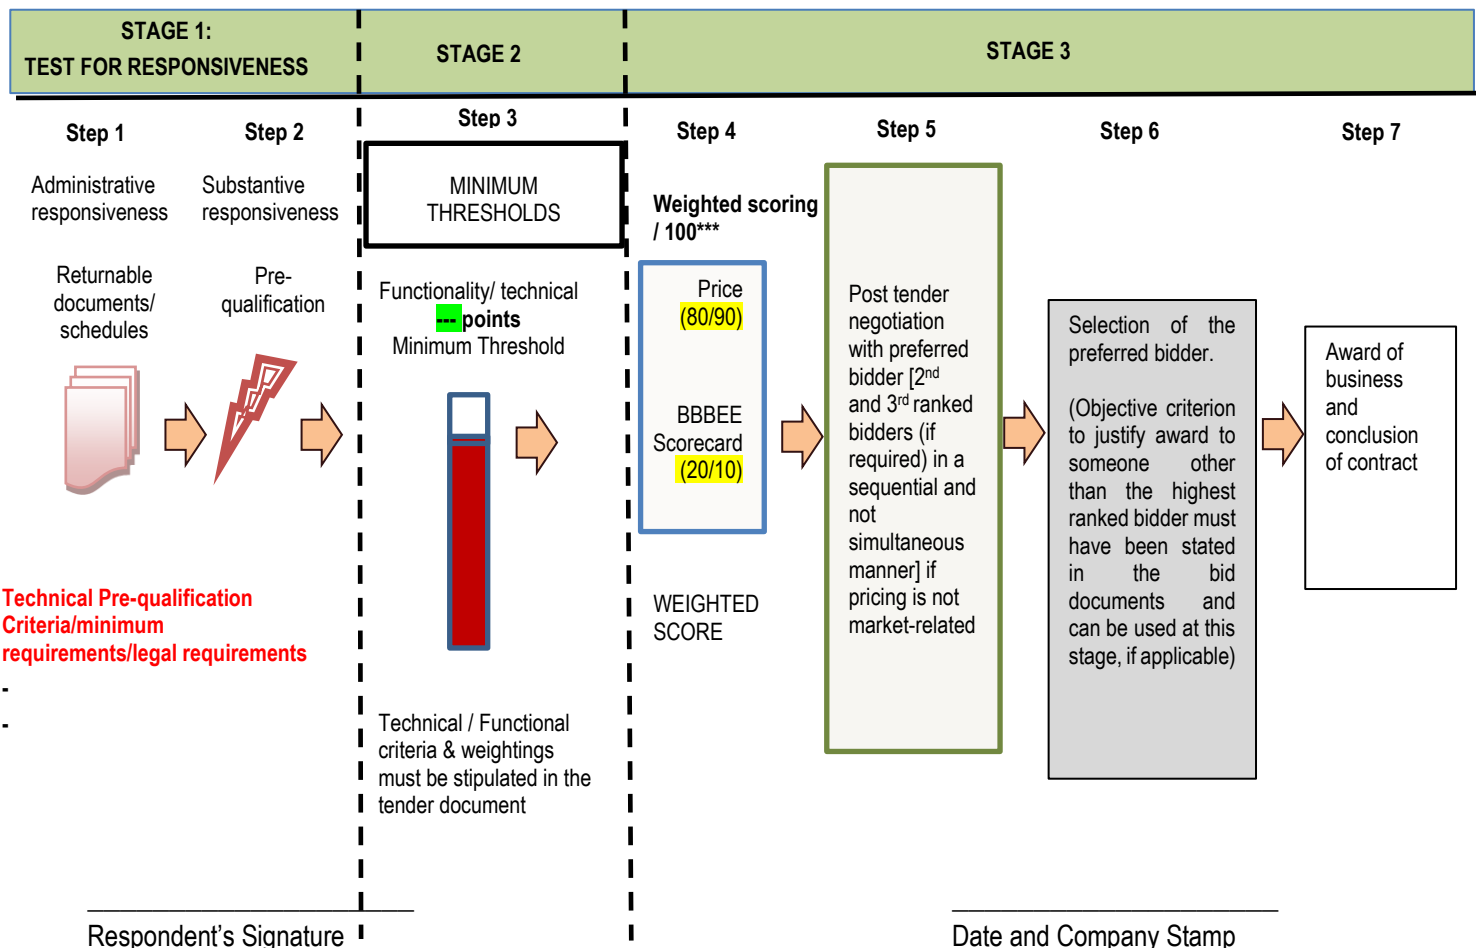 STAGE 1:
TEST FOR RESPONSIVENESS
STAGE 2
STAGE 3
Step 1
Step 2
Step 3
Step 4
Step 5
Step 6
Step 7
Administrative
responsiveness
Returnable
documents/
schedules
Substantive
responsiveness
Pre-
qualification
Technical Pre-qualification
Criteria/minimum
requirements/legal requirements
-
-
MINIMUM
THRESHOLDS
Functionality/ technical
--- points
Minimum Threshold
Technical / Functional
criteria & weightings
must be stipulated in the
tender document
Weighted scoring
/ 100***
Price
(80/90)
BBBEE
Scorecard
(20/10)
WEIGHTED
SCORE
Post tender
negotiation
with preferred
bidder [2nd
and 3rd ranked
bidders (if
required) in a
sequential and
not
simultaneous
manner] if
pricing is not
market-related
Selection of the
preferred bidder.
(Objective criterion
to justify award to
someone other
than the highest
ranked bidder must
have been stated
in the bid
documents and
can be used at this
stage, if applicable)
Award of
business
and
conclusion
of contract
Respondent's Signature
Date and Company Stamp